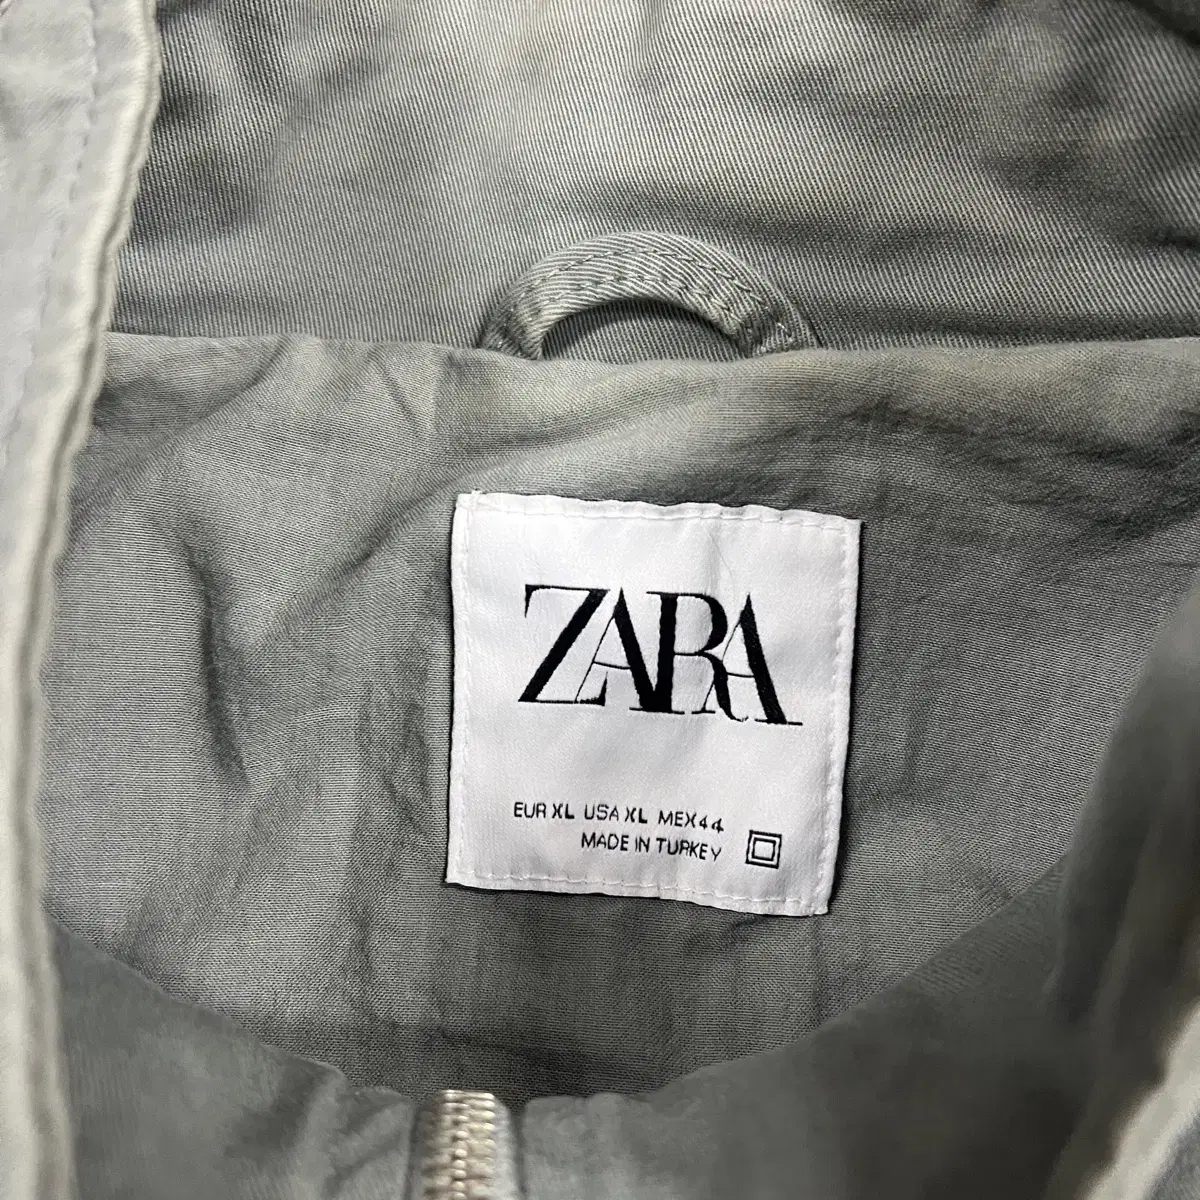 ZARA
EUR XL USA XL MEX 44
MADE IN TURKEY